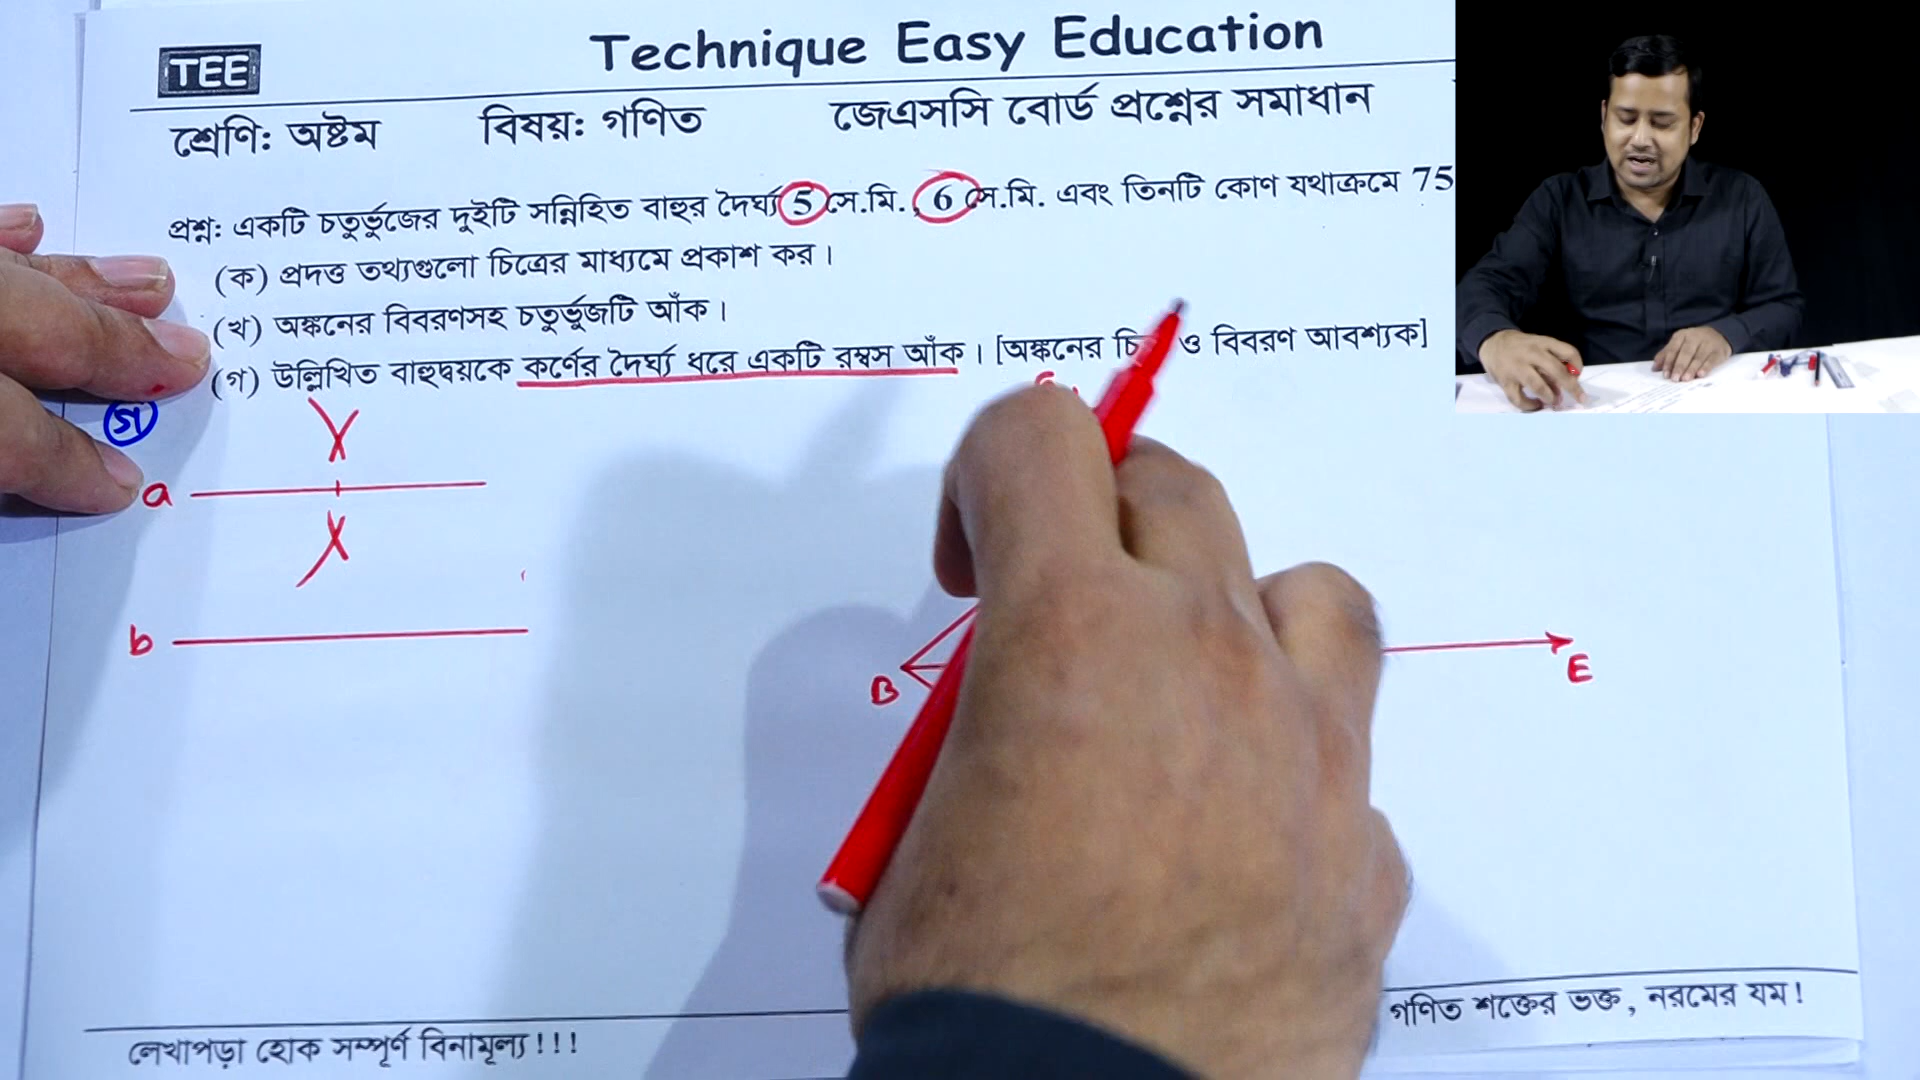 TEE
Technique Easy Education
শ্রেণি: অষ্টম বিষয়: গণিত জেএসসি বোর্ড প্রশ্নের সমাধান
প্রশ্ন: একটি চতুর্ভুজের দুইটি সন্নিহিত বাহুর দৈর্ঘ্য 5 সে.মি., 6 সে.মি. এবং তিনটি কোণ যথাক্রমে 75
(ক) প্রদত্ত তথ্যগুলো চিত্রের মাধ্যমে প্রকাশ কর।
(খ) অঙ্কনের বিবরণসহ চতুর্ভুজটি আঁক।
(গ) উল্লিখিত বাহুদ্বয়কে কর্ণের দৈর্ঘ্য ধরে একটি রম্বস আঁক। [অঙ্কনের ও বিবরণ আবশ্যক]
গ
a
b
B
E
গণিত শক্তের ভক্ত, নরমের যম!
লেখাপড়া হোক সম্পূর্ণ বিনামূল্য!!!